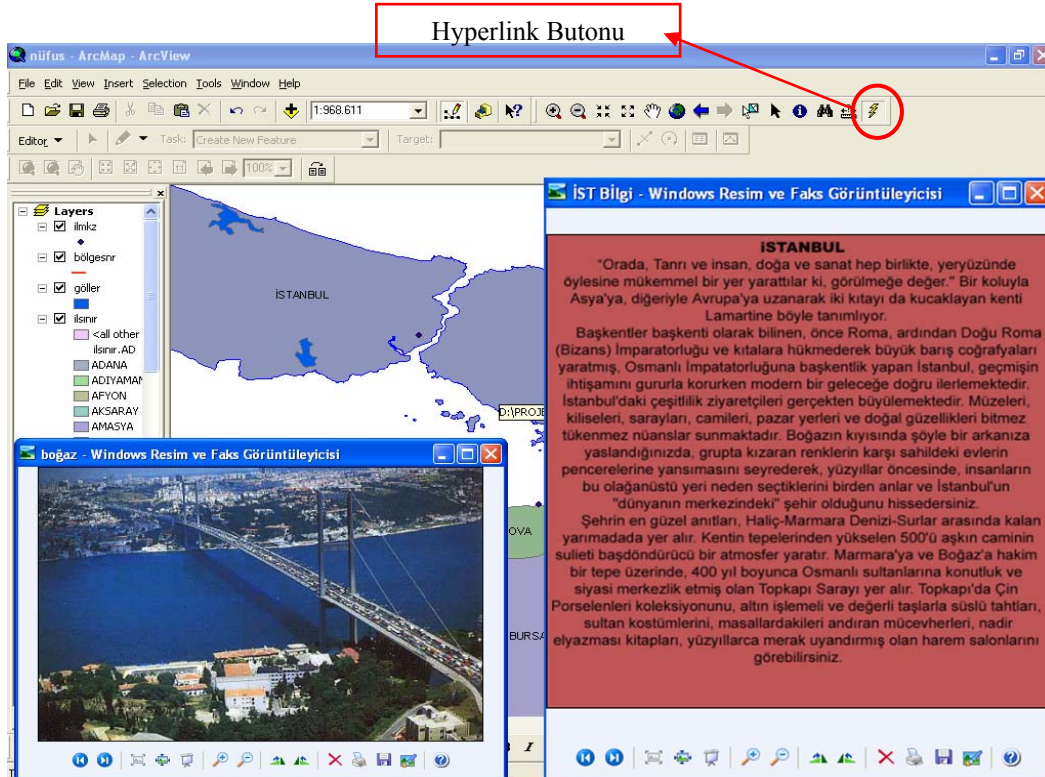 Hyperlink Butonu
nüfus - ArcMap - ArcView
File Edit View Insert Selection Tools Window Help
1:968.611
Editor Task: Create New Feature Target:
100%
Layers
ilmkz
bölgesnr
göller
ilsınır
<all other
ilsınır.AD
ADANA
ADIYAMAN
AFYON
AKSARAY
AMASYA
İSTANBUL
D:\PROJE
OVA
BURSA
boğaz - Windows Resim ve Faks Görüntüleyicisi
İST Bİlgi - Windows Resim ve Faks Görüntüleyicisi
İSTANBUL
"Orada, Tanrı ve insan, doğa ve sanat hep birlikte, yeryüzünde
öylesine mükemmel bir yer yarattılar ki, görülmeğe değer." Bir koluyla
Asya'ya, diğeriyle Avrupa'ya uzanarak iki kıtayı da kucaklayan kenti
Lamartine böyle tanımlıyor.
Başkentler başkenti olarak bilinen, önce Roma, ardından Doğu Roma
(Bizans) İmparatorluğu ve kıtalara hükmederek büyük barış coğrafyaları
yaratmış, Osmanlı İmpatatorluğuna başkentlik yapan İstanbul, geçmişin
ihtişamını gururla korurken modern bir geleceğe doğru ilerlemektedir.
İstanbul'daki çeşitlilik ziyaretçileri gerçekten büyülemektedir. Müzeleri,
kiliseleri, sarayları, camileri, pazar yerleri ve doğal güzellikleri bitmez
tükenmez nüanslar sunmaktadır. Boğazın kıyısında şöyle bir arkanıza
yaslandığınızda, grupta kızaran renklerin karşı sahildeki evlerin
pencerelerine yansımasını seyrederek, yüzyıllar öncesinde, insanların
bu olağanüstü yeri neden seçtiklerini birden anlar ve İstanbul'un
"dünyanın merkezindeki" şehir olduğunu hissedersiniz.
Şehrin en güzel anıtları, Haliç-Marmara Denizi-Surlar arasında kalan
yarımadada yer alır. Kentin tepelerinden yükselen 500'ü aşkın caminin
sulieti başdöndürücü bir atmosfer yaratır. Marmara'ya ve Boğaz'a hakim
bir tepe üzerinde, 400 yıl boyunca Osmanlı sultanlarına konutluk ve
siyasi merkezlik etmiş olan Topkapı Sarayı yer alır. Topkapı'da Çin
Porselenleri koleksiyonunu, altın işlemeli ve değerli taşlarla süslü tahtları,
sultan kostümlerini, masallardakileri andıran mücevherleri, nadir
elyazması kitapları, yüzyıllarca merak uyandırmış olan harem salonlarını
görebilirsiniz.
I